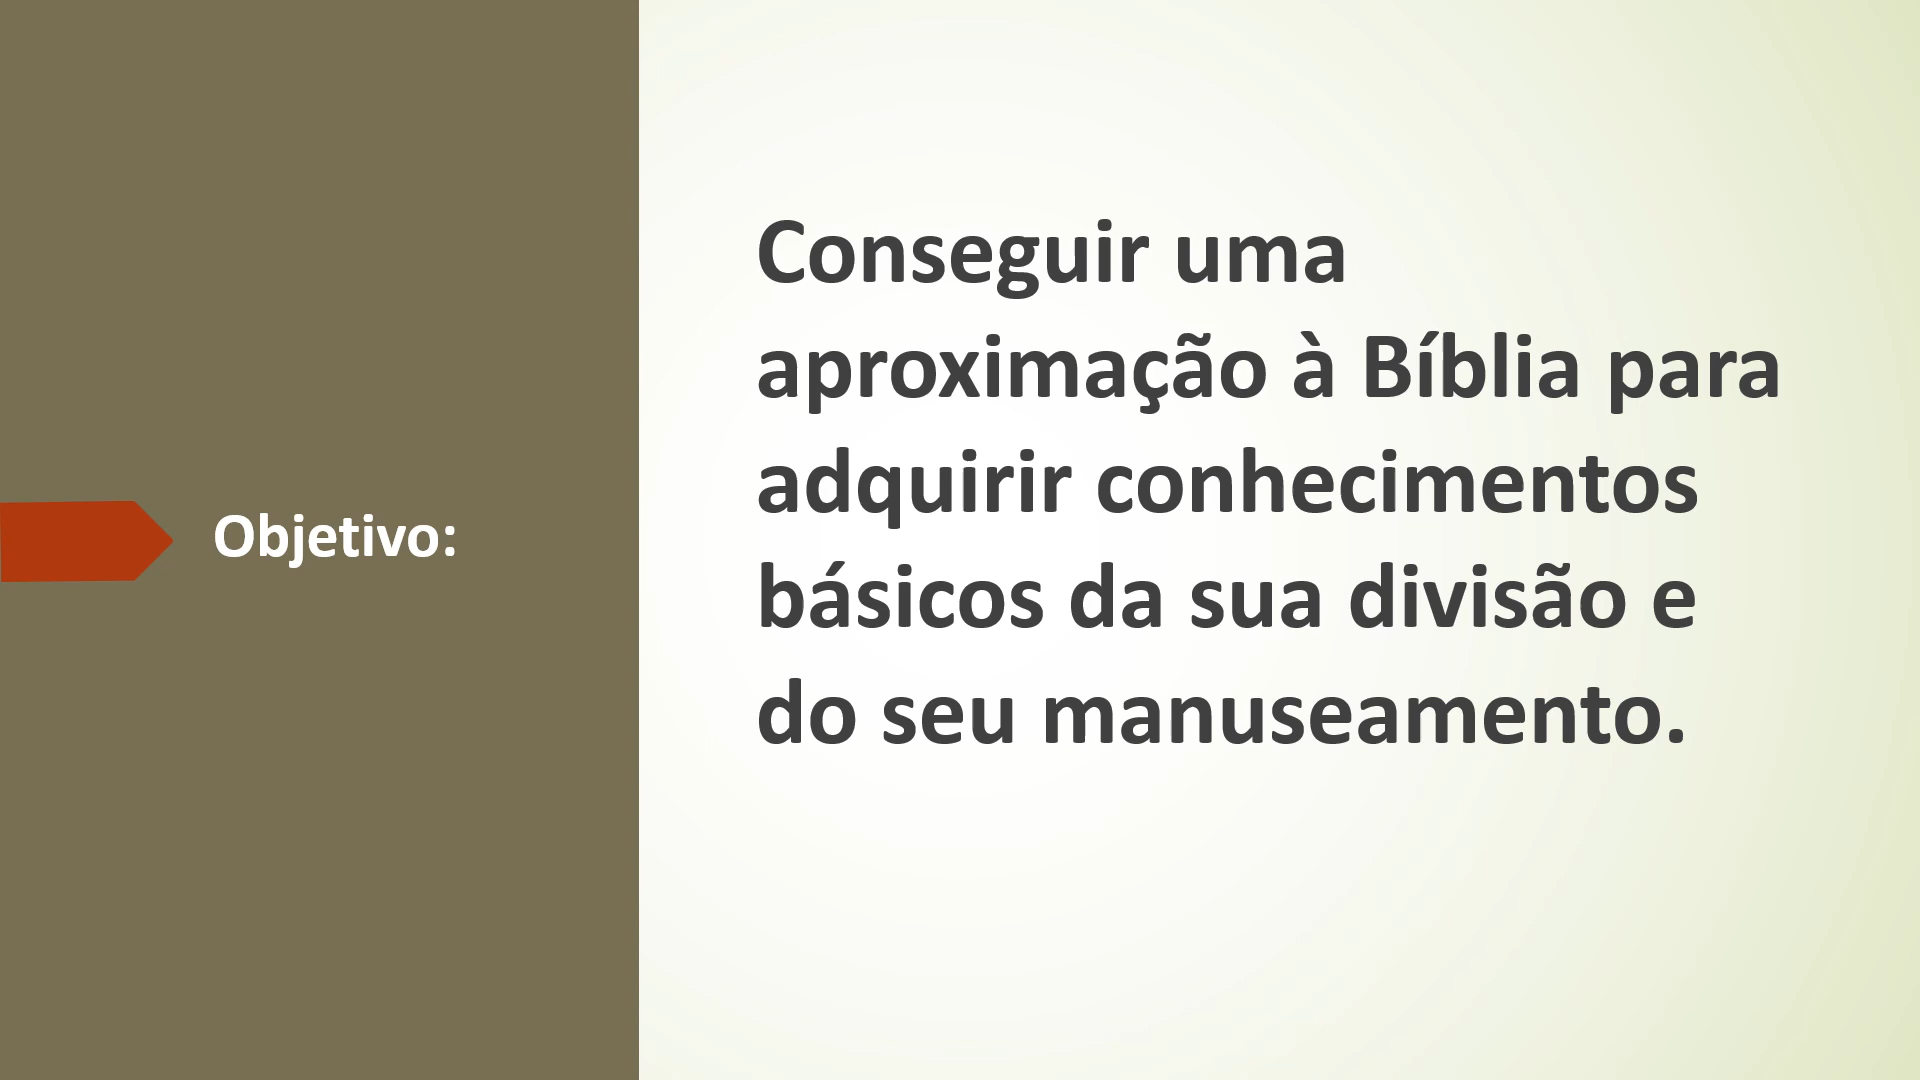 Objetivo:
Conseguir uma
aproximação à Bíblia para
adquirir conhecimentos
básicos da sua divisão e
do seu manuseamento.